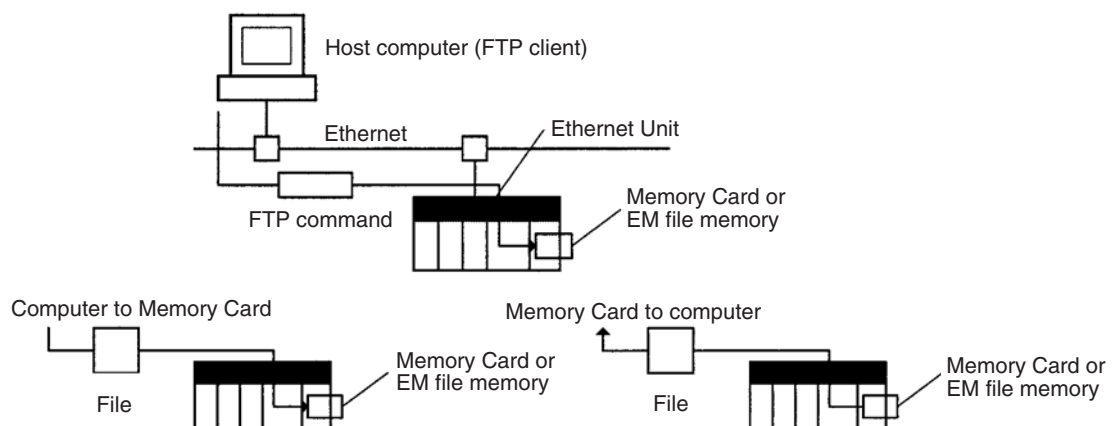 Host computer (FTP client)
Ethernet
Ethernet Unit
FTP command
Memory Card or
EM file memory
Computer to Memory Card
File
Memory Card or
EM file memory
Memory Card to computer
File
Memory Card or
EM file memory